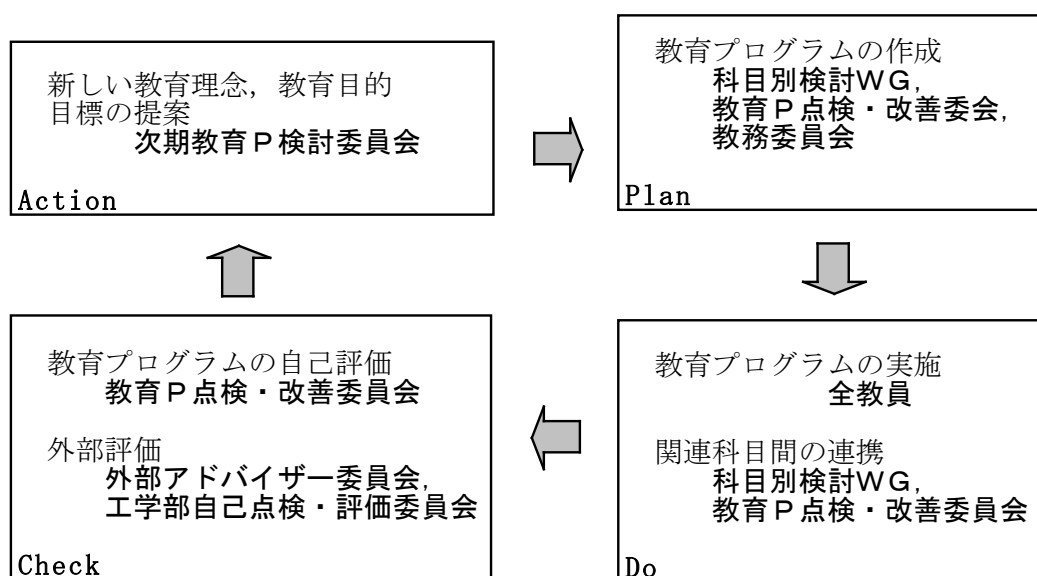 新しい教育理念，教育目的
目標の提案
次期教育Ｐ検討委員会
Action
教育プログラムの作成
科目別検討ＷＧ，
教育Ｐ点検・改善委会，
教務委員会
Plan
教育プログラムの自己評価
教育Ｐ点検・改善委員会
外部評価
外部アドバイザー委員会，
工学部自己点検・評価委員会
Check
教育プログラムの実施
全教員
関連科目間の連携
科目別検討ＷＧ，
教育Ｐ点検・改善委員会
Do